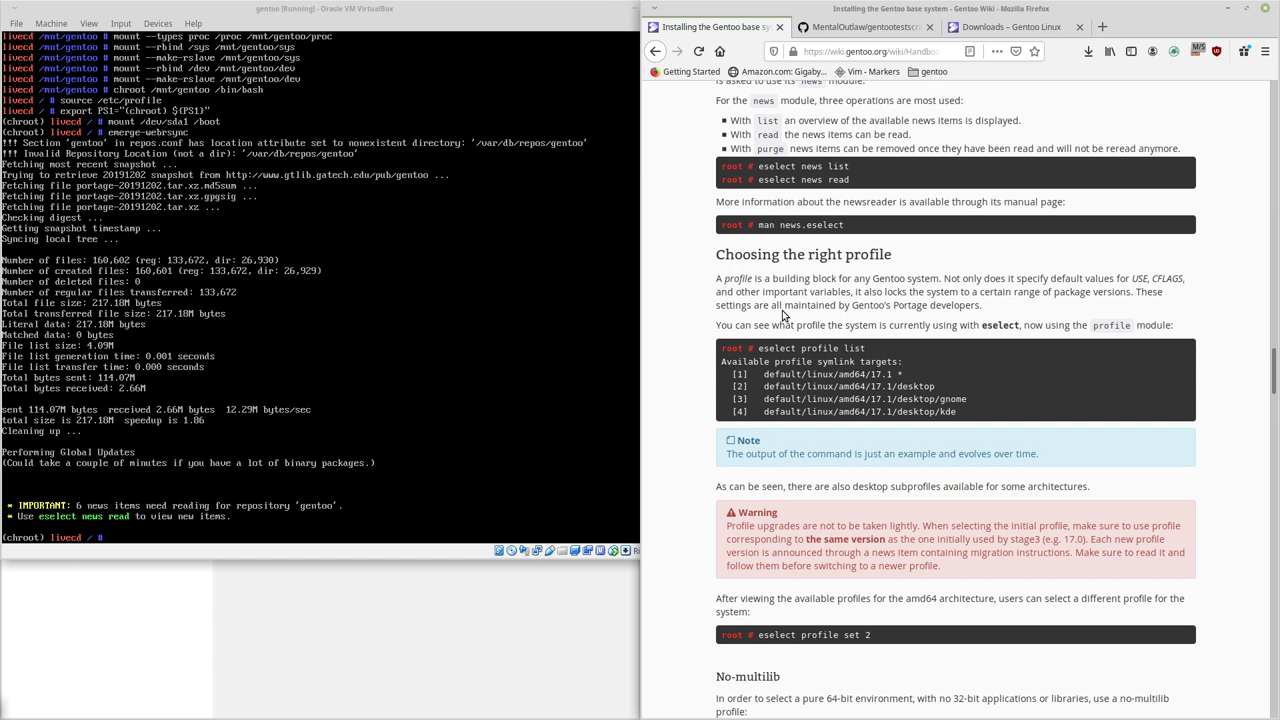 gentoo [Running] - Oracle VM VirtualBox
File Machine View Input Devices Help
livecd /mnt/gentoo # mount --types proc /proc /mnt/gentoo/proc
livecd /mnt/gentoo # mount --rbind /sys /mnt/gentoo/sys
livecd /mnt/gentoo # mount --make-rslave /mnt/gentoo/sys
livecd /mnt/gentoo # mount --rbind /dev /mnt/gentoo/dev
livecd /mnt/gentoo # mount --make-rslave /mnt/gentoo/dev
livecd /mnt/gentoo # chroot /mnt/gentoo /bin/bash
livecd / # source /etc/profile
livecd / # export PS1="(chroot) ${PS1}"
(chroot) livecd / # mount /dev/sda1 /boot
(chroot) livecd / # emerge-webrsync
!!! Section 'gentoo' in repos.conf has location attribute set to nonexistent directory: '/var/db/repos/gentoo'
!!! Invalid Repository Location (not a dir): '/var/db/repos/gentoo'
Fetching most recent snapshot ...
Trying to retrieve 20191202 snapshot from http://www.gtlib.gatech.edu/pub/gentoo ...
Fetching file portage-20191202.tar.xz.md5sum ...
Fetching file portage-20191202.tar.xz.gpgsig ...
Fetching file portage-20191202.tar.xz ...
Checking digest ...
Getting snapshot timestamp ...
Syncing local tree ...
Number of files: 160,602 (reg: 133,672, dir: 26,930)
Number of created files: 160,601 (reg: 133,672, dir: 26,929)
Number of deleted files: 0
Number of regular files transferred: 133,672
Total file size: 217.18M bytes
Total transferred file size: 217.18M bytes
Literal data: 217.18M bytes
Matched data: 0 bytes
File list size: 4.09M
File list generation time: 0.001 seconds
File list transfer time: 0.000 seconds
Total bytes sent: 114.07M
Total bytes received: 2.66M
sent 114.07M bytes  received 2.66M bytes  12.29M bytes/sec
total size is 217.18M  speedup is 1.86
Cleaning up ...
Performing Global Updates
(Could take a couple of minutes if you have a lot of binary packages.)
* IMPORTANT: 6 news items need reading for repository 'gentoo'.
* Use eselect news read to view new items.
(chroot) livecd / #
Installing the Gentoo base system - Gentoo Wiki - Mozilla Firefox
Installing the Gentoo base sy MentalOutlaw/gentootestscr Downloads – Gentoo Linux
https://wiki.gentoo.org/wiki/Handboo
M/S
Getting Started Amazon.com: Gigaby... Vim - Markers gentoo
is asked to use its news module.
For the news module, three operations are most used:
With list an overview of the available news items is displayed.
With read the news items can be read.
With purge news items can be removed once they have been read and will not be reread anymore.
root # eselect news list
root # eselect news read
More information about the newsreader is available through its manual page:
root # man news.eselect
Choosing the right profile
A profile is a building block for any Gentoo system. Not only does it specify default values for USE, CFLAGS,
and other important variables, it also locks the system to a certain range of package versions. These
settings are all maintained by Gentoo's Portage developers.
You can see what profile the system is currently using with eselect, now using the profile module:
root # eselect profile list
Available profile symlink targets:
[1] default/linux/amd64/17.1 *
[2] default/linux/amd64/17.1/desktop
[3] default/linux/amd64/17.1/desktop/gnome
[4] default/linux/amd64/17.1/desktop/kde
Note
The output of the command is just an example and evolves over time.
As can be seen, there are also desktop subprofiles available for some architectures.
Warning
Profile upgrades are not to be taken lightly. When selecting the initial profile, make sure to use profile
corresponding to the same version as the one initially used by stage3 (e.g. 17.0). Each new profile
version is announced through a news item containing migration instructions. Make sure to read it and
follow them before switching to a newer profile.
After viewing the available profiles for the amd64 architecture, users can select a different profile for the
system:
root # eselect profile set 2
No-multilib
In order to select a pure 64-bit environment, with no 32-bit applications or libraries, use a no-multilib
profile: